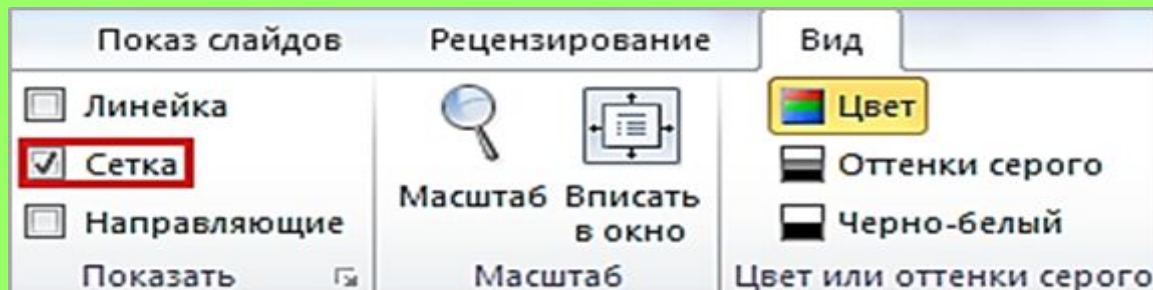 Показ слайдов Рецензирование Вид
Линейка
Сетка
Направляющие
Показать
Масштаб Вписать
в окно
Масштаб
Цвет
Оттенки серого
Черно-белый
Цвет или оттенки серого